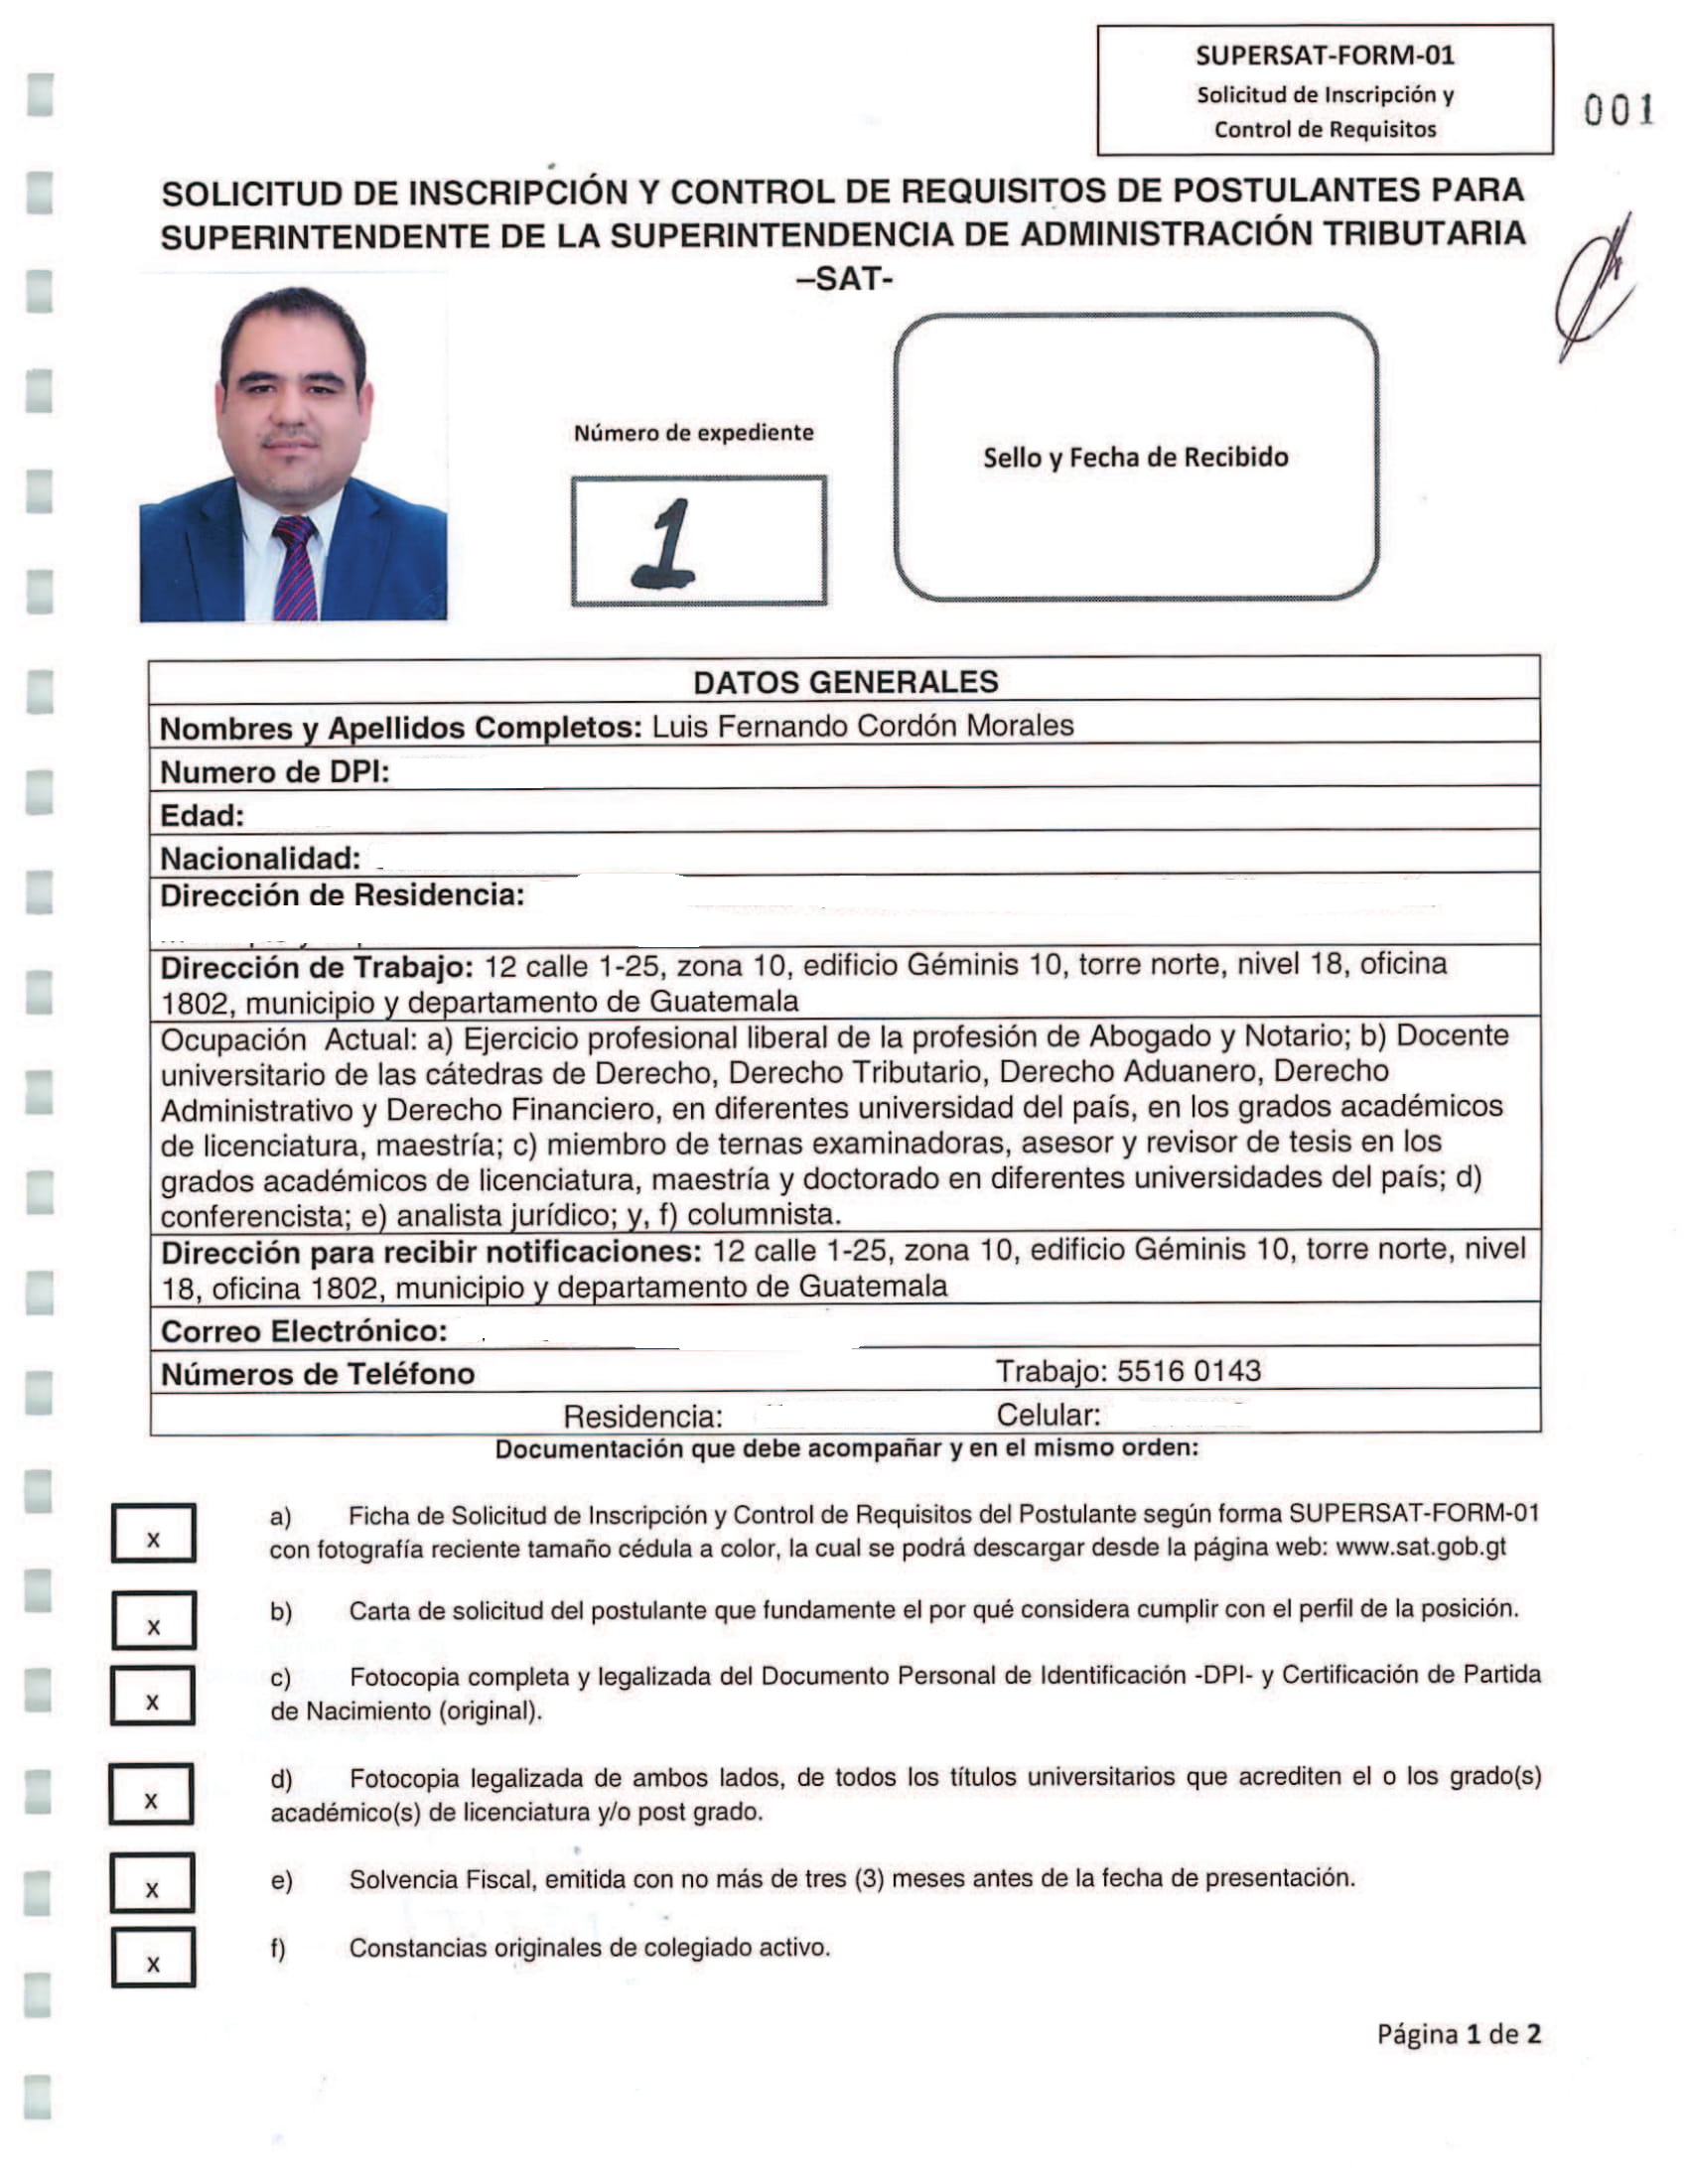 SUPERSAT-FORM-01
Solicitud de Inscripción y
Control de Requisitos
001
SOLICITUD DE INSCRIPCIÓN Y CONTROL DE REQUISITOS DE POSTULANTES PARA
SUPERINTENDENTE DE LA SUPERINTENDENCIA DE ADMINISTRACIÓN TRIBUTARIA
–SAT-
Número de expediente
1
Sello y Fecha de Recibido
DATOS GENERALES
Nombres y Apellidos Completos: Luis Fernando Cordón Morales
Numero de DPI:
Edad:
Nacionalidad:
Dirección de Residencia:
Dirección de Trabajo: 12 calle 1-25, zona 10, edificio Géminis 10, torre norte, nivel 18, oficina
1802, municipio y departamento de Guatemala
Ocupación Actual: a) Ejercicio profesional liberal de la profesión de Abogado y Notario; b) Docente
universitario de las cátedras de Derecho, Derecho Tributario, Derecho Aduanero, Derecho
Administrativo y Derecho Financiero, en diferentes universidad del país, en los grados académicos
de licenciatura, maestría; c) miembro de ternas examinadoras, asesor y revisor de tesis en los
grados académicos de licenciatura, maestría y doctorado en diferentes universidades del país; d)
conferencista; e) analista jurídico; y, f) columnista.
Dirección para recibir notificaciones: 12 calle 1-25, zona 10, edificio Géminis 10, torre norte, nivel
18, oficina 1802, municipio y departamento de Guatemala
Correo Electrónico:
Números de Teléfono Trabajo: 5516 0143
Residencia: Celular:
Documentación que debe acompañar y en el mismo orden:
x a) Ficha de Solicitud de Inscripción y Control de Requisitos del Postulante según forma SUPERSAT-FORM-01
con fotografía reciente tamaño cédula a color, la cual se podrá descargar desde la página web: www.sat.gob.gt
x b) Carta de solicitud del postulante que fundamente el por qué considera cumplir con el perfil de la posición.
x c) Fotocopia completa y legalizada del Documento Personal de Identificación -DPI- y Certificación de Partida
de Nacimiento (original).
x d) Fotocopia legalizada de ambos lados, de todos los títulos universitarios que acrediten el o los grado(s)
académico(s) de licenciatura y/o post grado.
x e) Solvencia Fiscal, emitida con no más de tres (3) meses antes de la fecha de presentación.
x f) Constancias originales de colegiado activo.
Página 1 de 2